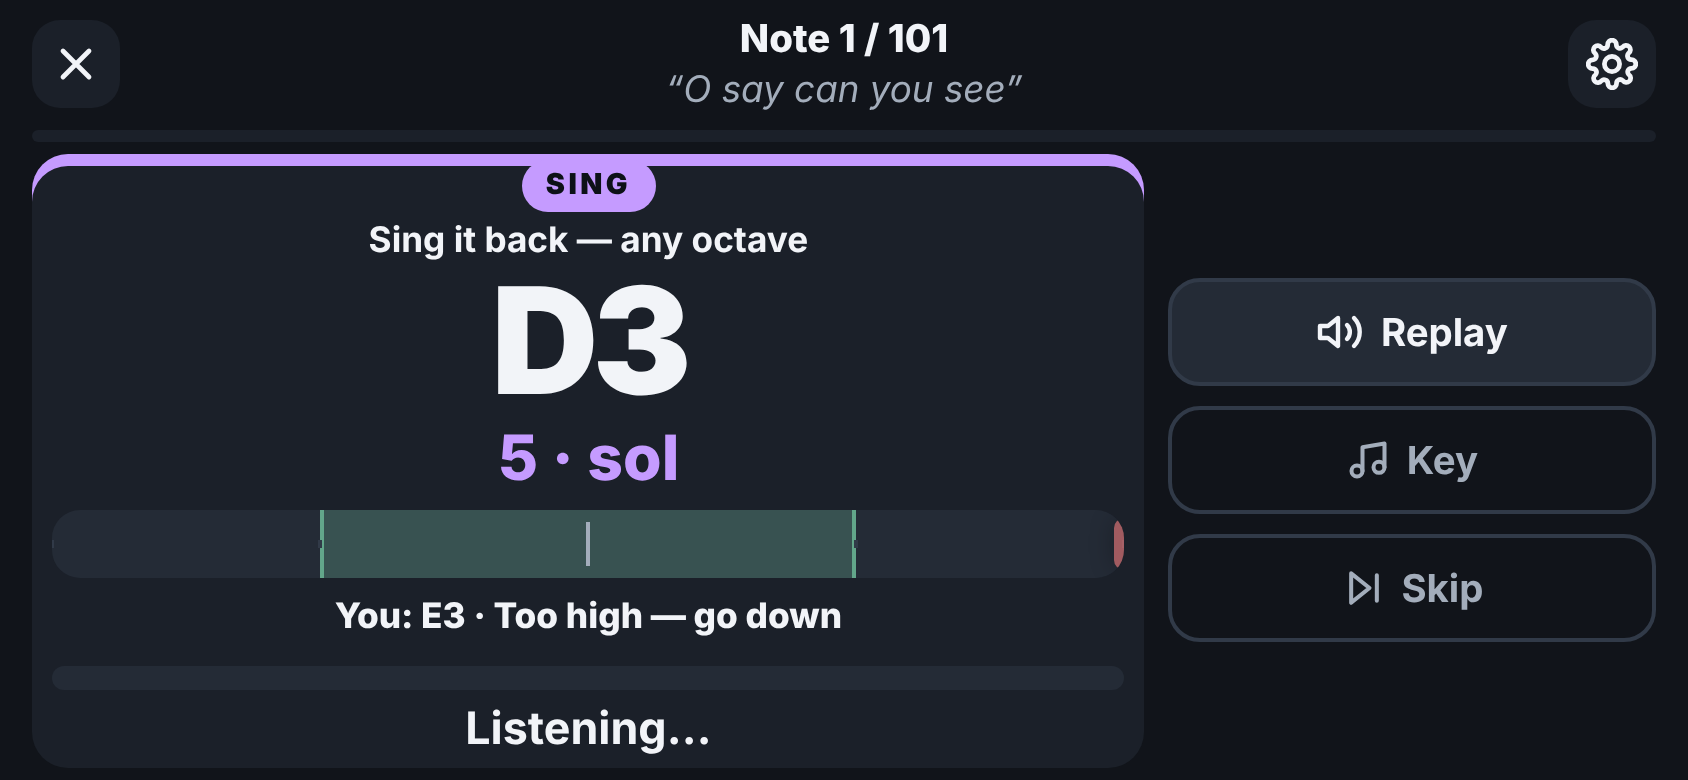 Note 1 / 101
“O say can you see”
SING
Sing it back — any octave
D3
5 · sol
You: E3 · Too high — go down
Listening...
Replay
Key
Skip